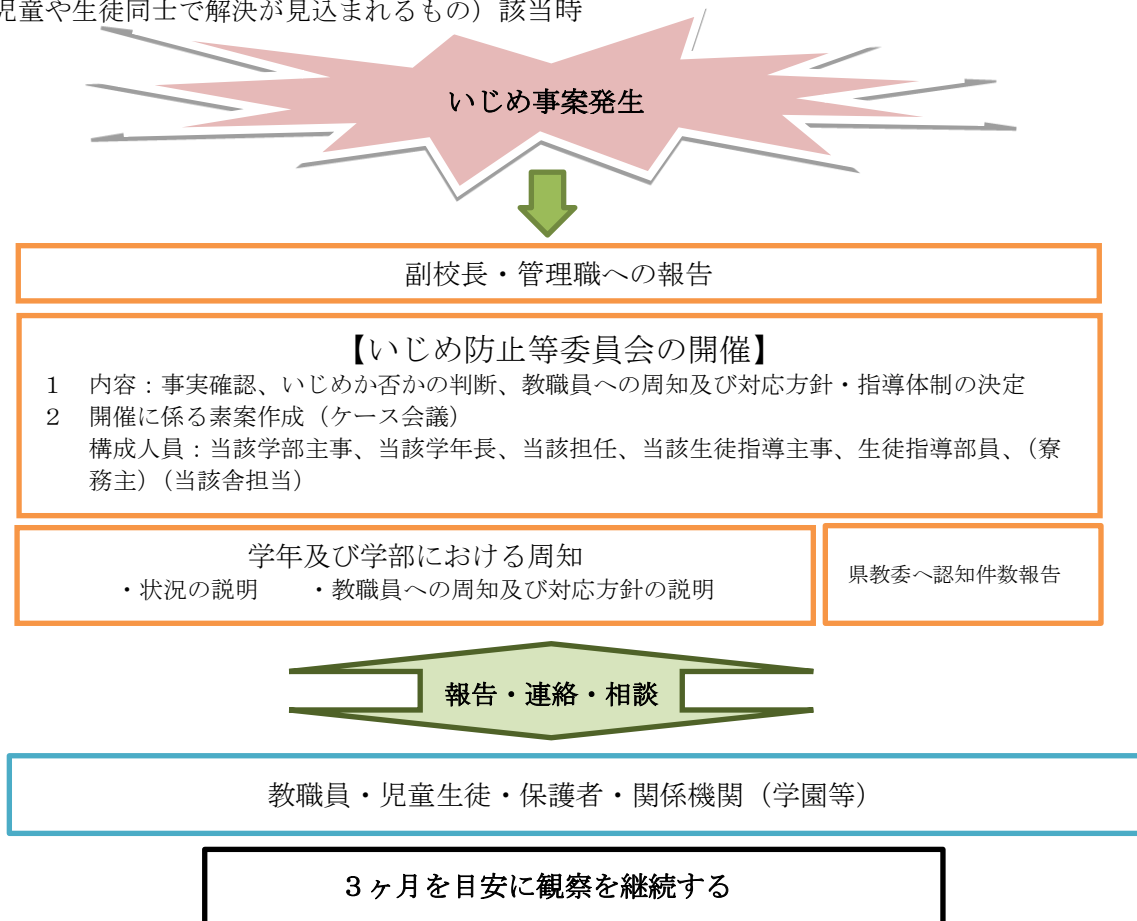 児童や生徒同士で解決が見込まれるもの）該当時
いじめ事案発生
副校長・管理職への報告
【いじめ防止等委員会の開催】
１　内容：事実確認、いじめか否かの判断、教職員への周知及び対応方針・指導体制の決定
２　開催に係る素案作成（ケース会議）
構成人員：当該学部主事、当該学年長、当該担任、当該生徒指導主事、生徒指導部員、（寮
務主）（当該舎担当）
学年及び学部における周知
・状況の説明　　・教職員への周知及び対応方針の説明
県教委へ認知件数報告
報告・連絡・相談
教職員・児童生徒・保護者・関係機関（学園等）
３ヶ月を目安に観察を継続する